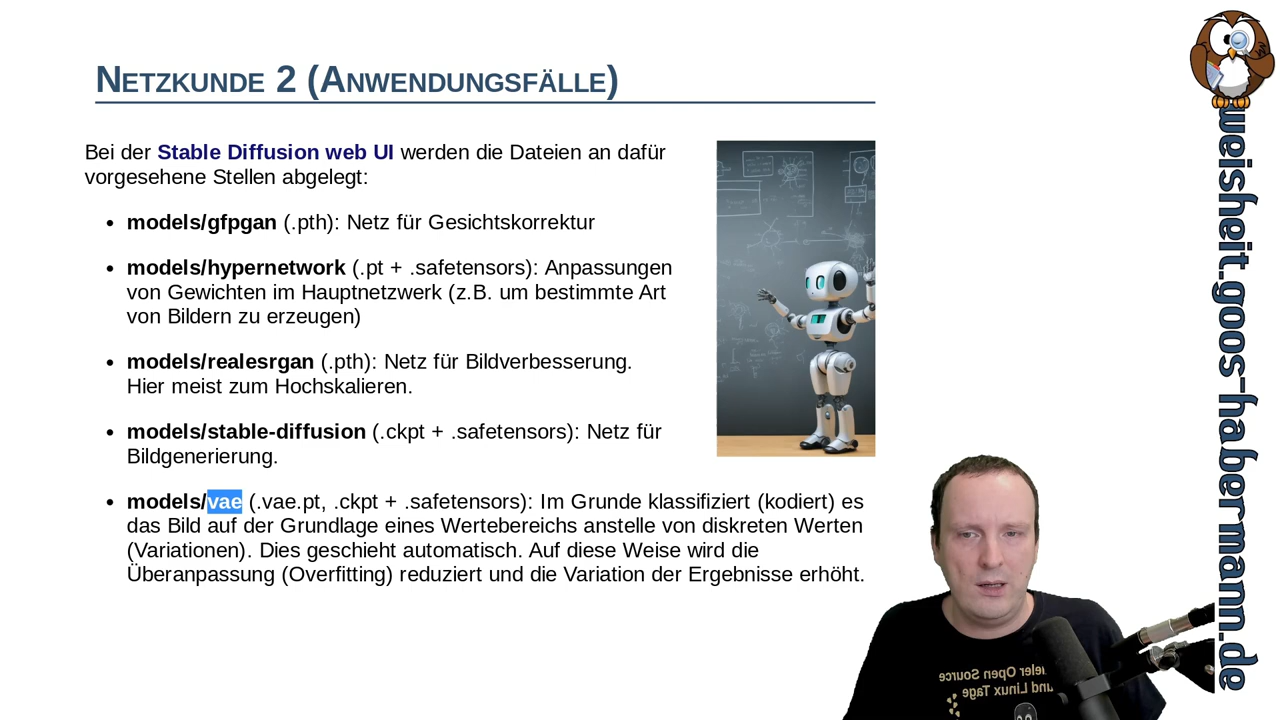 Netzkunde 2 (Anwendungsfälle)
Bei der Stable Diffusion web UI werden die Dateien an dafür
vorgesehene Stellen abgelegt:
• models/gfpgan (.pth): Netz für Gesichtskorrektur
• models/hypernetwork (.pt + .safetensors): Anpassungen
von Gewichten im Hauptnetzwerk (z.B. um bestimmte Art
von Bildern zu erzeugen)
• models/realesrgan (.pth): Netz für Bildverbesserung.
Hier meist zum Hochskalieren.
• models/stable-diffusion (.ckpt + .safetensors): Netz für
Bildgenerierung.
• models/vae (.vae.pt, .ckpt + .safetensors): Im Grunde klassifiziert (kodiert) es
das Bild auf der Grundlage eines Wertebereichs anstelle von diskreten Werten
(Variationen). Dies geschieht automatisch. Auf diese Weise wird die
Überanpassung (Overfitting) reduziert und die Variation der Ergebnisse erhöht.
weisheit.goos-habermann.de
ieler Open Source
und Linux Tage